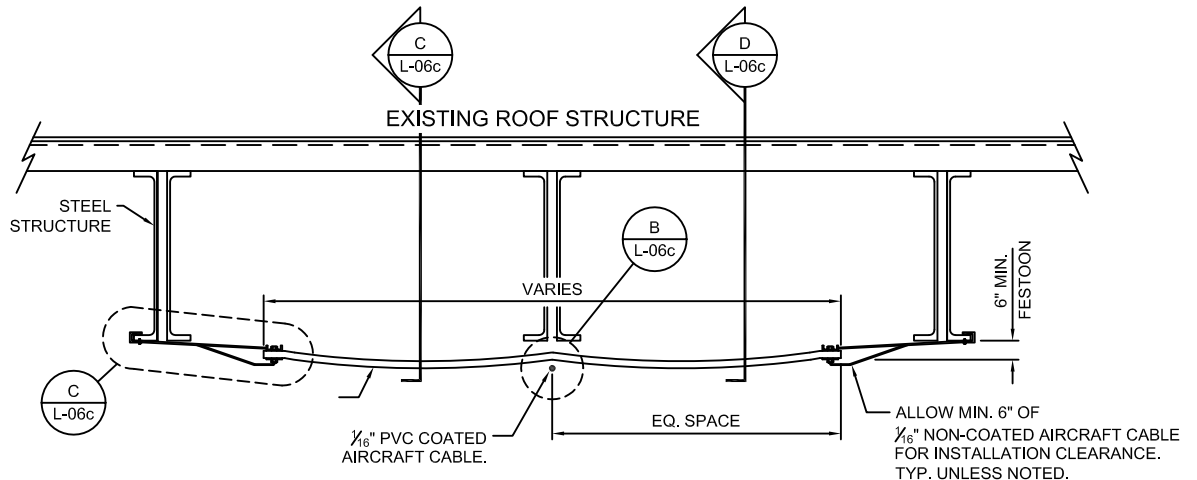 C
L-06c
D
L-06c
EXISTING ROOF STRUCTURE
STEEL
STRUCTURE
B
L-06c
VARIES
6" MIN.
FESTOON
C
L-06c
1/16" PVC COATED
AIRCRAFT CABLE.
EQ. SPACE
ALLOW MIN. 6" OF
1/16" NON-COATED AIRCRAFT CABLE
FOR INSTALLATION CLEARANCE.
TYP. UNLESS NOTED.